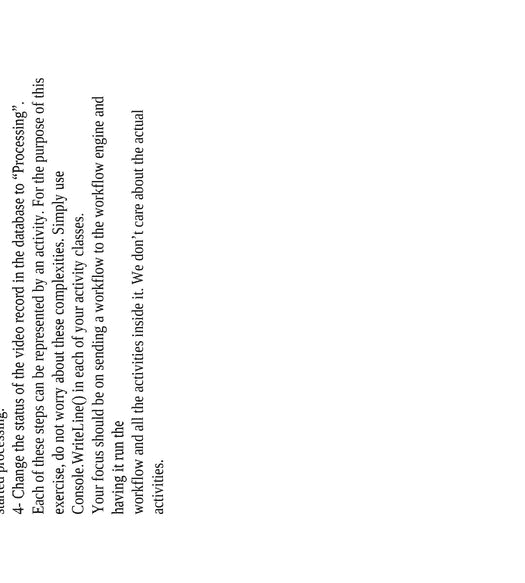 started processing.
4- Change the status of the video record in the database to “Processing”.
Each of these steps can be represented by an activity. For the purpose of this
exercise, do not worry about these complexities. Simply use
Console.WriteLine() in each of your activity classes.
Your focus should be on sending a workflow to the workflow engine and
having it run the
workflow and all the activities inside it. We don’t care about the actual
activities.